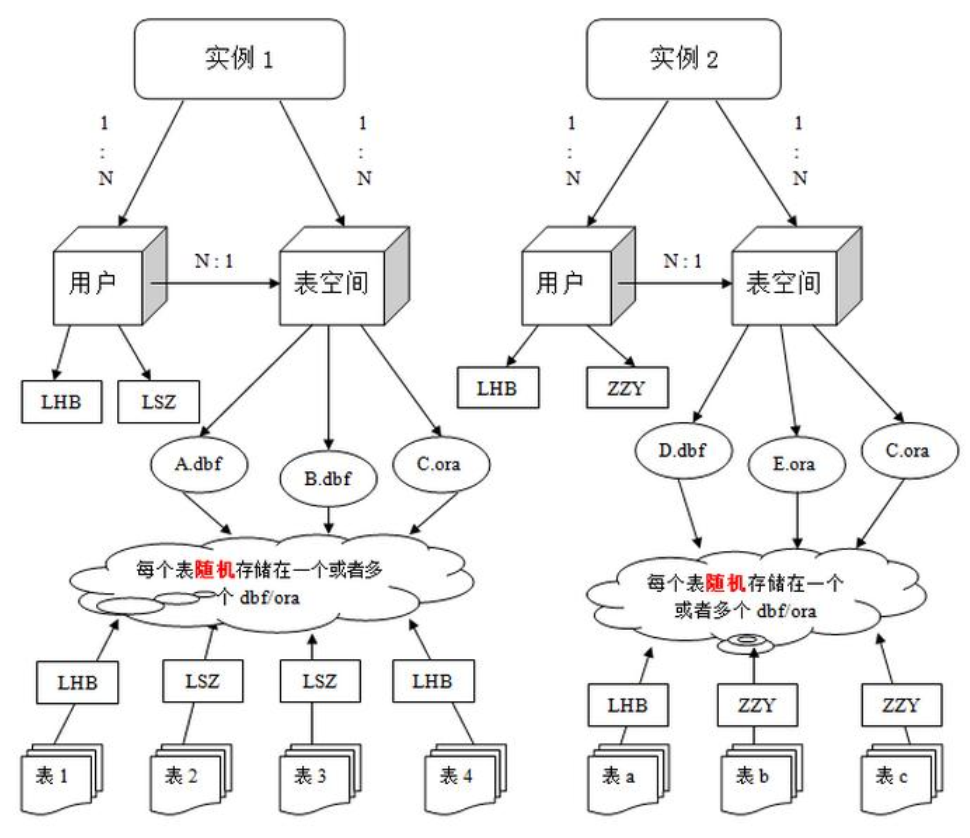 实例 1
实例 2
1
:
N
1
:
N
1
:
N
1
:
N
用户
N : 1
表空间
用户
N : 1
表空间
LHB
LSZ
LHB
ZZY
A.dbf
B.dbf
C.ora
D.dbf
E.ora
C.ora
每个表随机存储在一个或者多
个 dbf/ora
每个表随机存储在一个
或者多个 dbf/ora
LHB
LSZ
LSZ
LHB
LHB
ZZY
ZZY
表 1
表 2
表 3
表 4
表 a
表 b
表 c